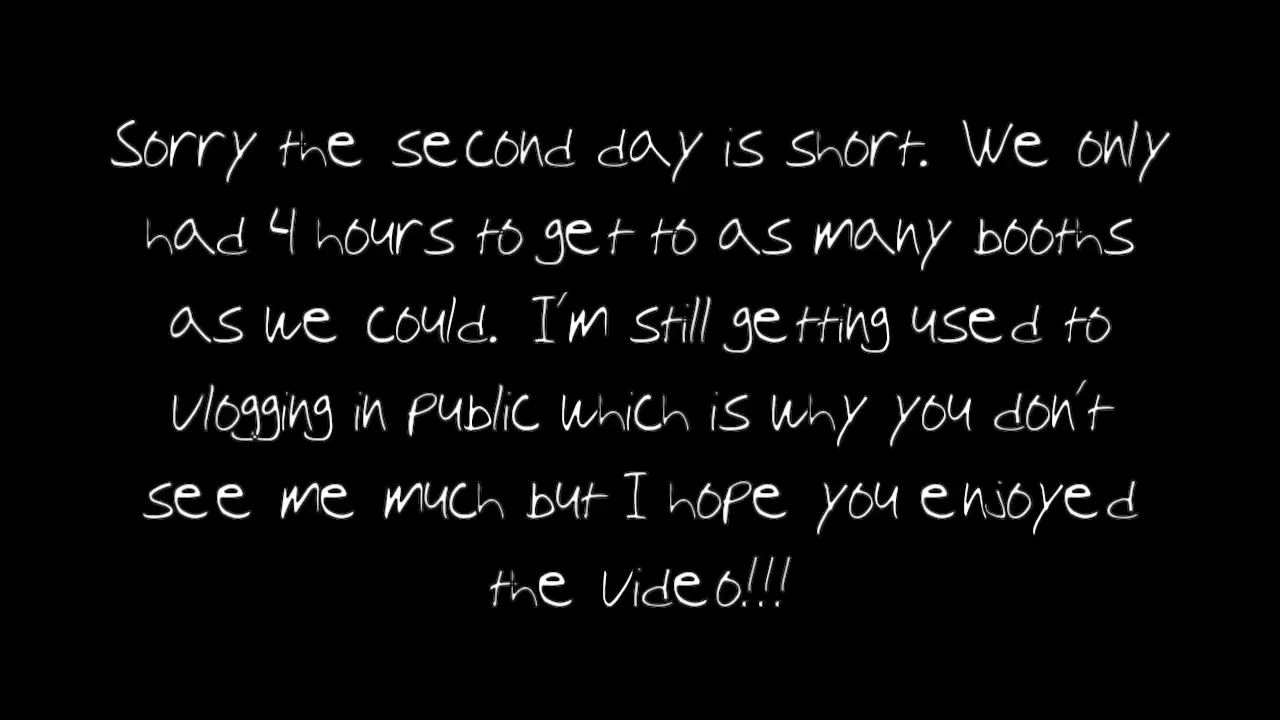 Sorry the second day is short. We only
had 4 hours to get to as many booths
as we could. I'm still getting used to
vlogging in public which is why you don't
see me much but I hope you enjoyed
the video!!!